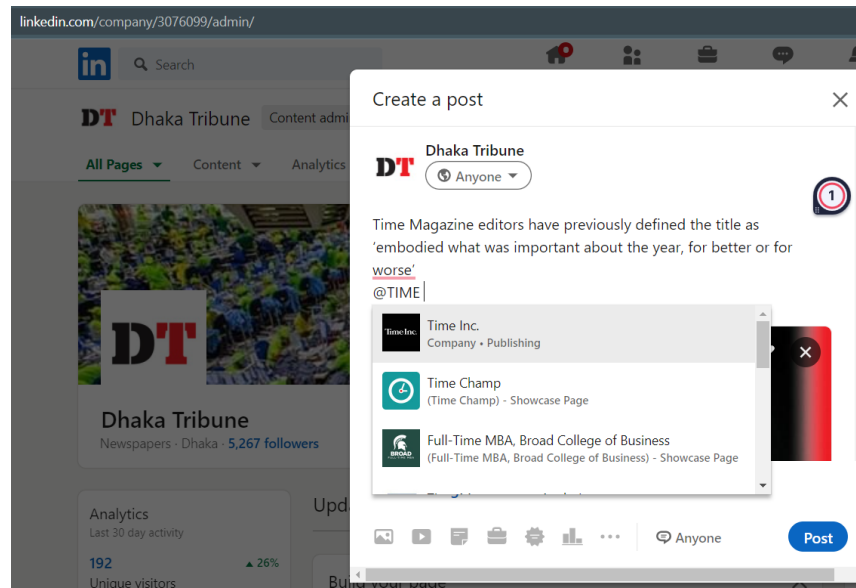 linkedin.com/company/3076099/admin/
in
Search
DT Dhaka Tribune Content admi
All Pages Content Analytics
DT
Dhaka Tribune
Newspapers · Dhaka · 5,267 followers
Analytics
Last 30 day activity
192 26%
Unique visitors
Upd
Build your page
Create a post
DT
Dhaka Tribune
Anyone
1
Time Magazine editors have previously defined the title as
‘embodied what was important about the year, for better or for
worse’
@TIME
Time Inc.
Time Inc.
Company • Publishing
Time Champ
(Time Champ) - Showcase Page
BROAD
Full-Time MBA, Broad College of Business
(Full-Time MBA, Broad College of Business) - Showcase Page
Anyone
Post